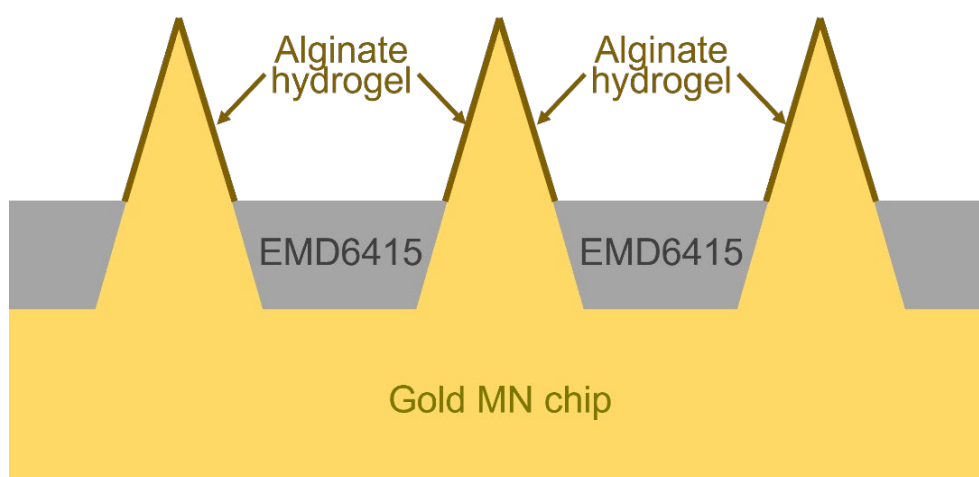 Alginate
hydrogel
Alginate
hydrogel
EMD6415
EMD6415
Gold MN chip